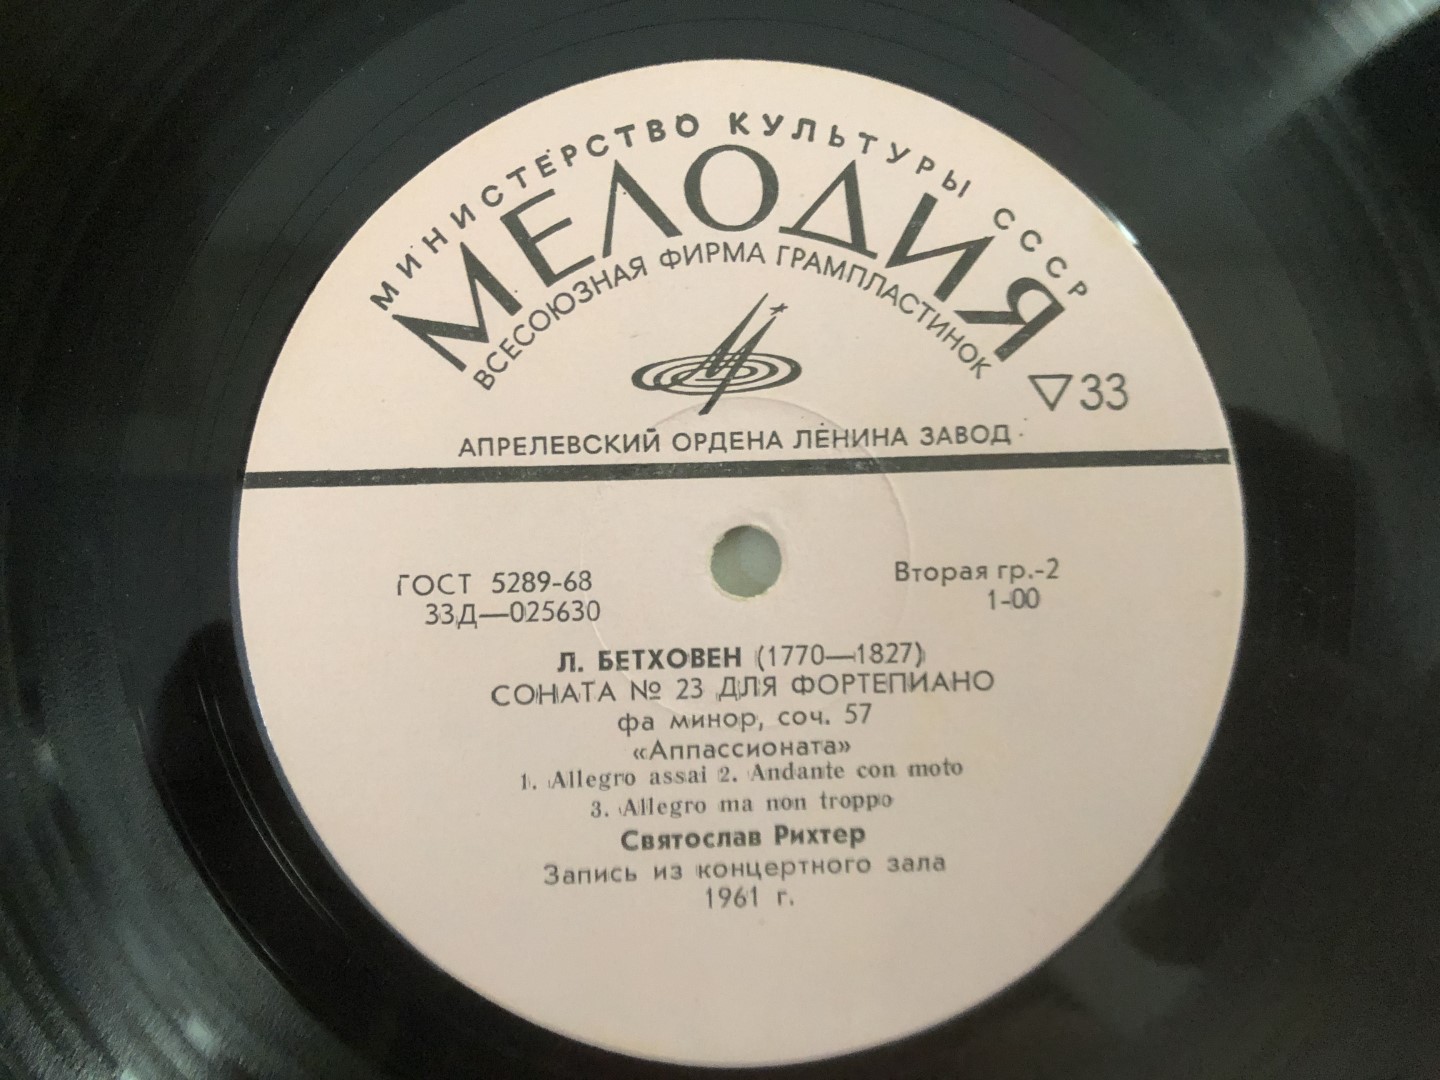 МИНИСТЕРСТВО КУЛЬТУРЫ СССР
МЕЛОДИЯ
ВСЕСОЮЗНАЯ ФИРМА ГРАМПЛАСТИНОК
▽33
АПРЕЛЕВСКИЙ ОРДЕНА ЛЕНИНА ЗАВОД
ГОСТ 5289-68
33Д—025630
Вторая гр.-2
1-00
Л. БЕТХОВЕН (1770—1827)
СОНАТА № 23 ДЛЯ ФОРТЕПИАНО
фа минор, соч. 57
«Аппассионата»
1. Allegro assai 2. Andante con moto
3. Allegro ma non troppo
Святослав Рихтер
Запись из концертного зала
1961 г.